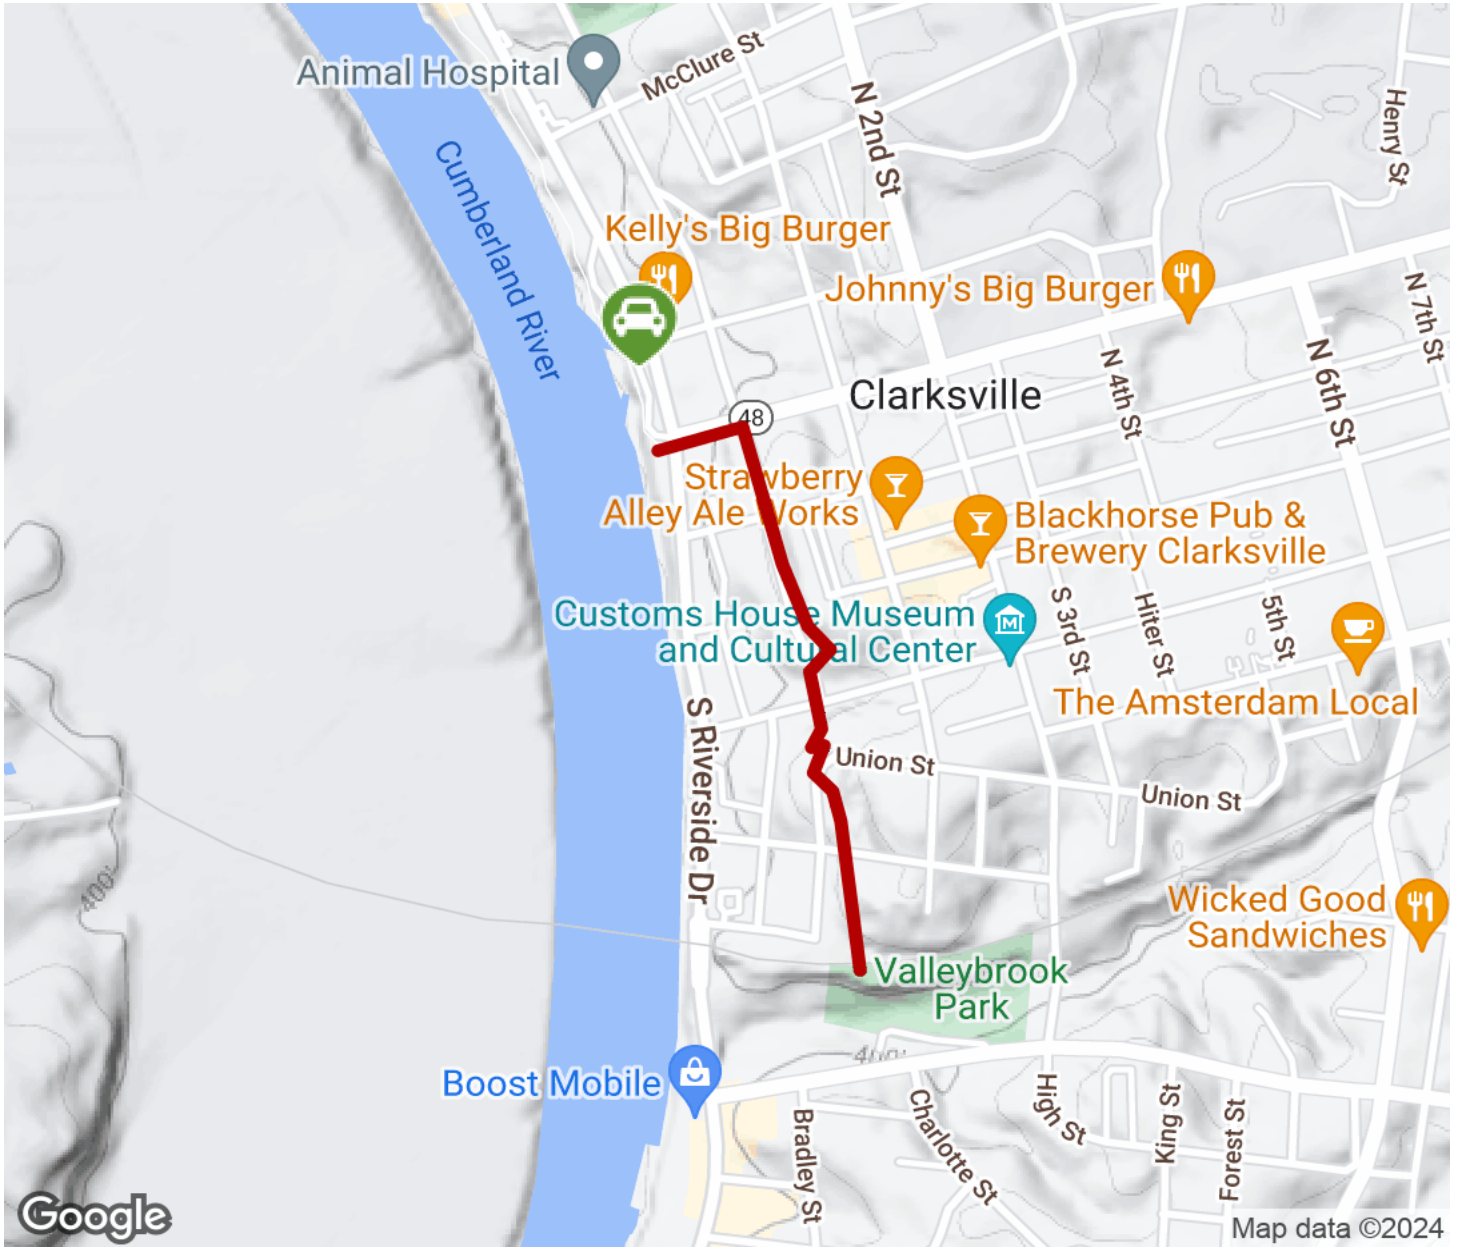 McClure St
Animal Hospital
N 2nd St
Henry St
Cumberland River
Kelly's Big Burger
Johnny's Big Burger
N 7th St
N 6th St
N 4th St
Clarksville
48
Strawberry
Alley Ale Works
Blackhorse Pub &
Brewery Clarksville
Customs House Museum
and Cultural Center
M
S 3rd St
Hiter St
5th St
The Amsterdam Local
S Riverside Dr
Union St
Union St
400'
Wicked Good
Sandwiches
Valleybrook
Park
400'
Boost Mobile
Bradley St
Charlotte St
High St
King St
Forest St
Google
Map data ©2024